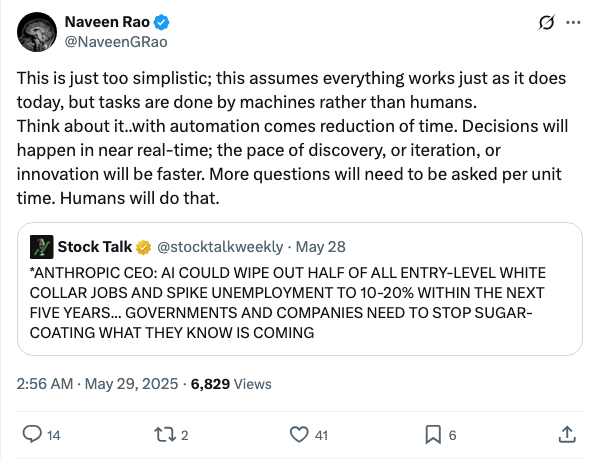 Naveen Rao
@NaveenGRao
This is just too simplistic; this assumes everything works just as it does
today, but tasks are done by machines rather than humans.
Think about it..with automation comes reduction of time. Decisions will
happen in near real-time; the pace of discovery, or iteration, or
innovation will be faster. More questions will need to be asked per unit
time. Humans will do that.
Stock Talk @stocktalkweekly · May 28
*ANTHROPIC CEO: AI COULD WIPE OUT HALF OF ALL ENTRY-LEVEL WHITE
COLLAR JOBS AND SPIKE UNEMPLOYMENT TO 10-20% WITHIN THE NEXT
FIVE YEARS... GOVERNMENTS AND COMPANIES NEED TO STOP SUGAR-
COATING WHAT THEY KNOW IS COMING
2:56 AM · May 29, 2025 · 6,829 Views
14 2 41 6